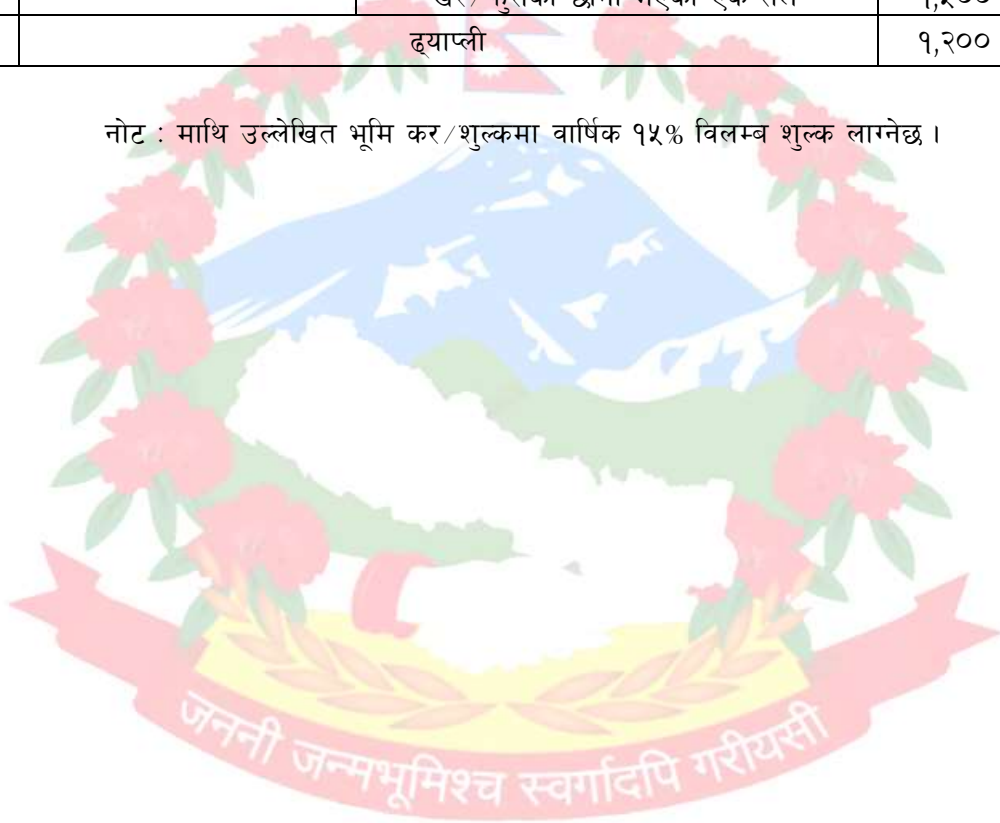 ढ्याप्ली १,२००
नोट : माथि उल्लेखित भूमि कर/शुल्कमा वार्षिक १५% विलम्ब शुल्क लाग्नेछ ।
जननी जन्मभूमिश्च स्वर्गादपि गरीयसी